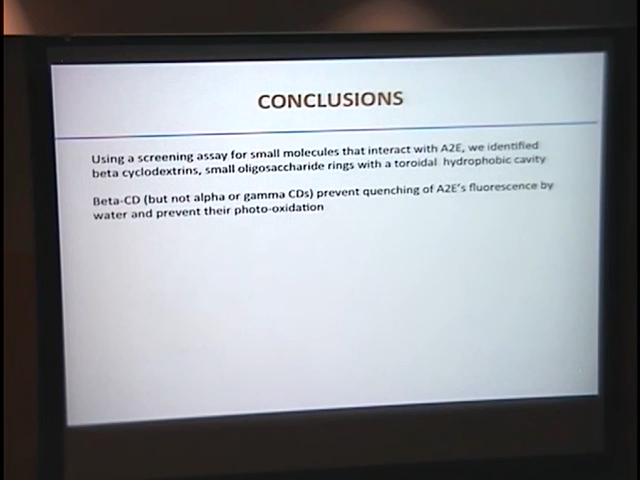 CONCLUSIONS
Using a screening assay for small molecules that interact with A2E, we identified
beta cyclodextrins, small oligosaccharide rings with a toroidal hydrophobic cavity
Beta-CD (but not alpha or gamma CDs) prevent quenching of A2E's fluorescence by
water and prevent their photo-oxidation